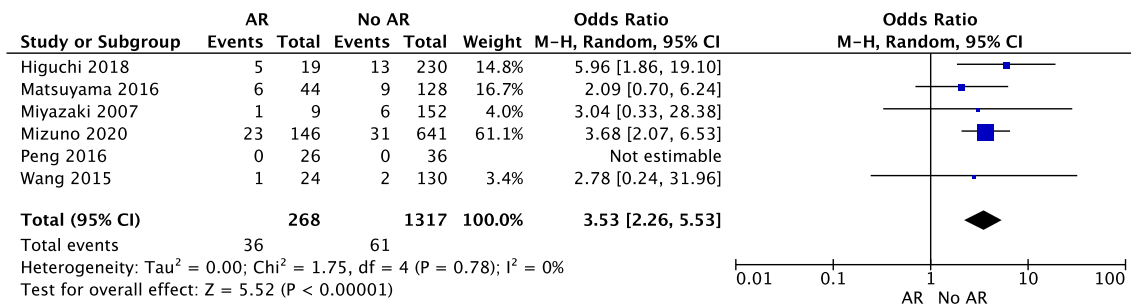 AR No AR Odds Ratio Odds Ratio
Study or Subgroup Events Total Events Total Weight M-H, Random, 95% CI M-H, Random, 95% CI
Higuchi 2018 5 19 13 230 14.8% 5.96 [1.86, 19.10]
Matsuyama 2016 6 44 9 128 16.7% 2.09 [0.70, 6.24]
Miyazaki 2007 1 9 6 152 4.0% 3.04 [0.33, 28.38]
Mizuno 2020 23 146 31 641 61.1% 3.68 [2.07, 6.53]
Peng 2016 0 26 0 36 Not estimable
Wang 2015 1 24 2 130 3.4% 2.78 [0.24, 31.96]
Total (95% CI) 268 1317 100.0% 3.53 [2.26, 5.53]
Total events 36 61
Heterogeneity: Tau² = 0.00; Chi² = 1.75, df = 4 (P = 0.78); I² = 0%
Test for overall effect: Z = 5.52 (P < 0.00001)
0.01 0.1 1 10 100
AR No AR